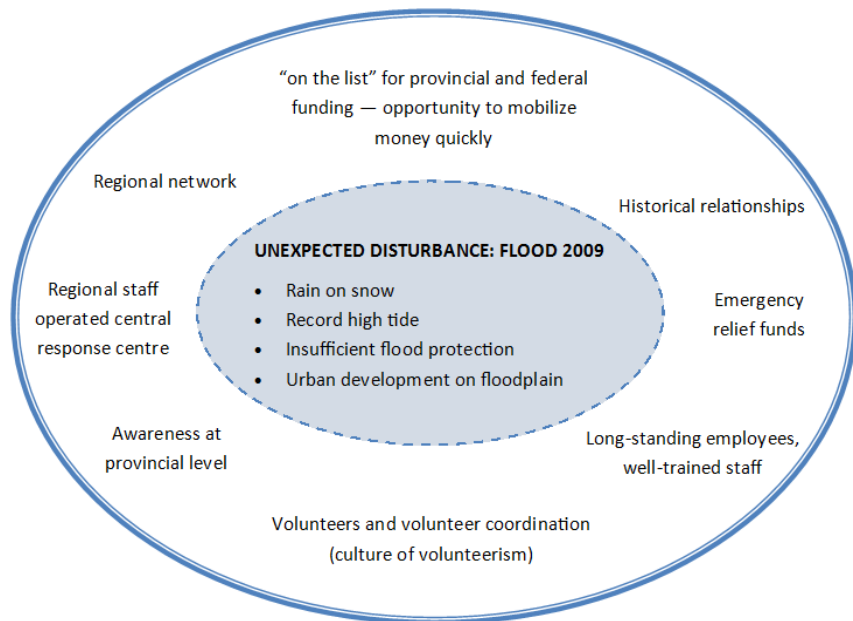 “on the list” for provincial and federal
funding — opportunity to mobilize
money quickly
Regional network
Historical relationships
UNEXPECTED DISTURBANCE: FLOOD 2009
• Rain on snow
• Record high tide
• Insufficient flood protection
• Urban development on floodplain
Regional staff
operated central
response centre
Emergency
relief funds
Awareness at
provincial level
Long-standing employees,
well-trained staff
Volunteers and volunteer coordination
(culture of volunteerism)